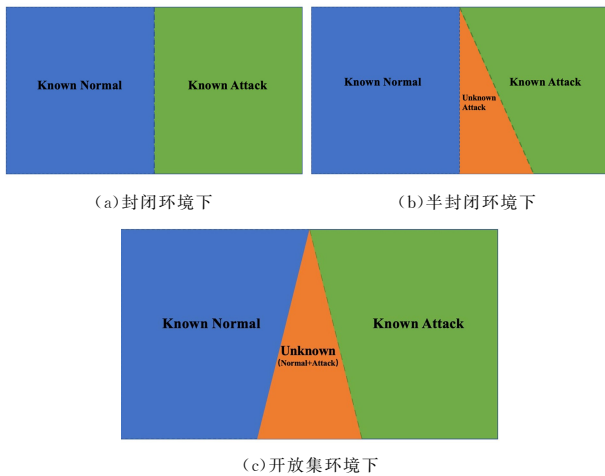 Known Normal
Known Attack
(a)封闭环境下
Known Normal
Unknown
Attack
Known Attack
(b)半封闭环境下
Known Normal
Unknown
(Normal+Attack)
Known Attack
(c)开放集环境下